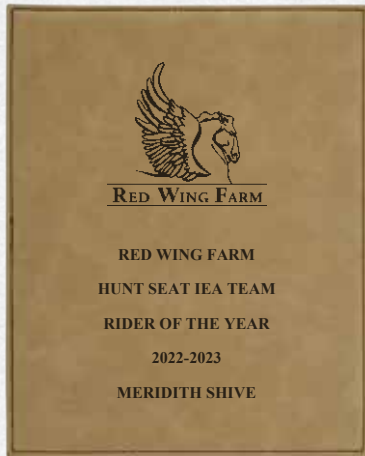 RED WING FARM
RED WING FARM
HUNT SEAT IEA TEAM
RIDER OF THE YEAR
2022-2023
MERIDITH SHIVE